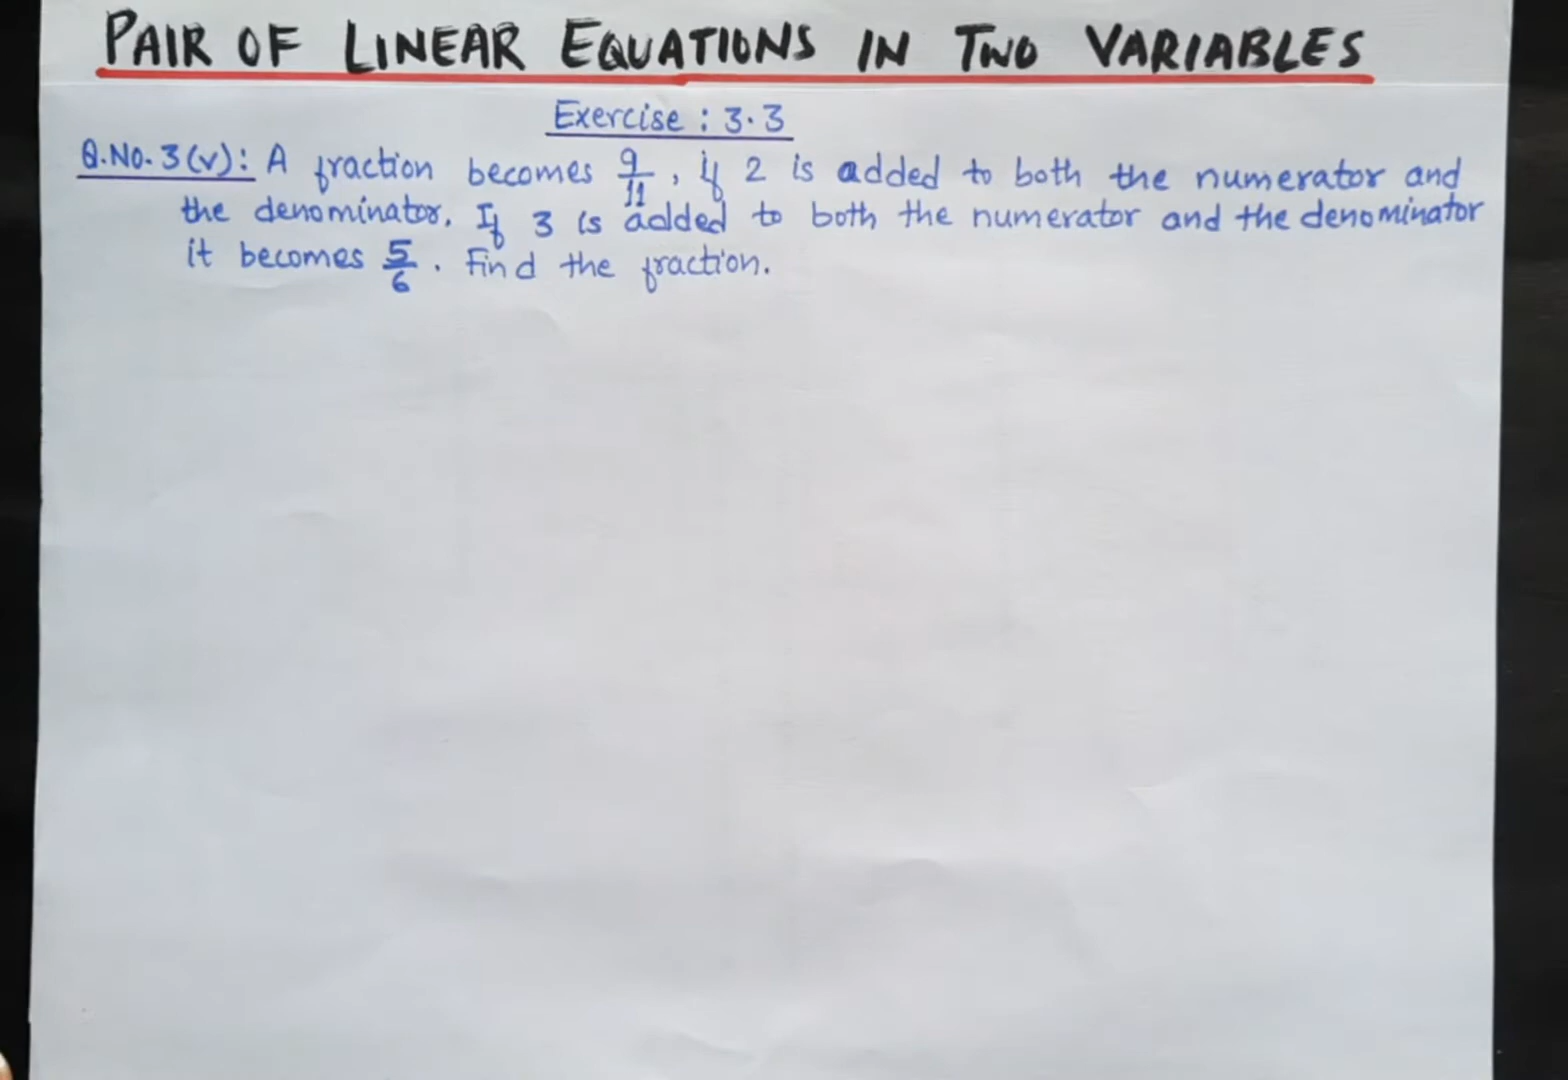 PAIR OF LINEAR EQUATIONS IN TWO VARIABLES
Exercise : 3.3
Q.No. 3(v): A fraction becomes 9/11, if 2 is added to both the numerator and
the denominator. If 3 is added to both the numerator and the denominator
it becomes 5/6. Find the fraction.